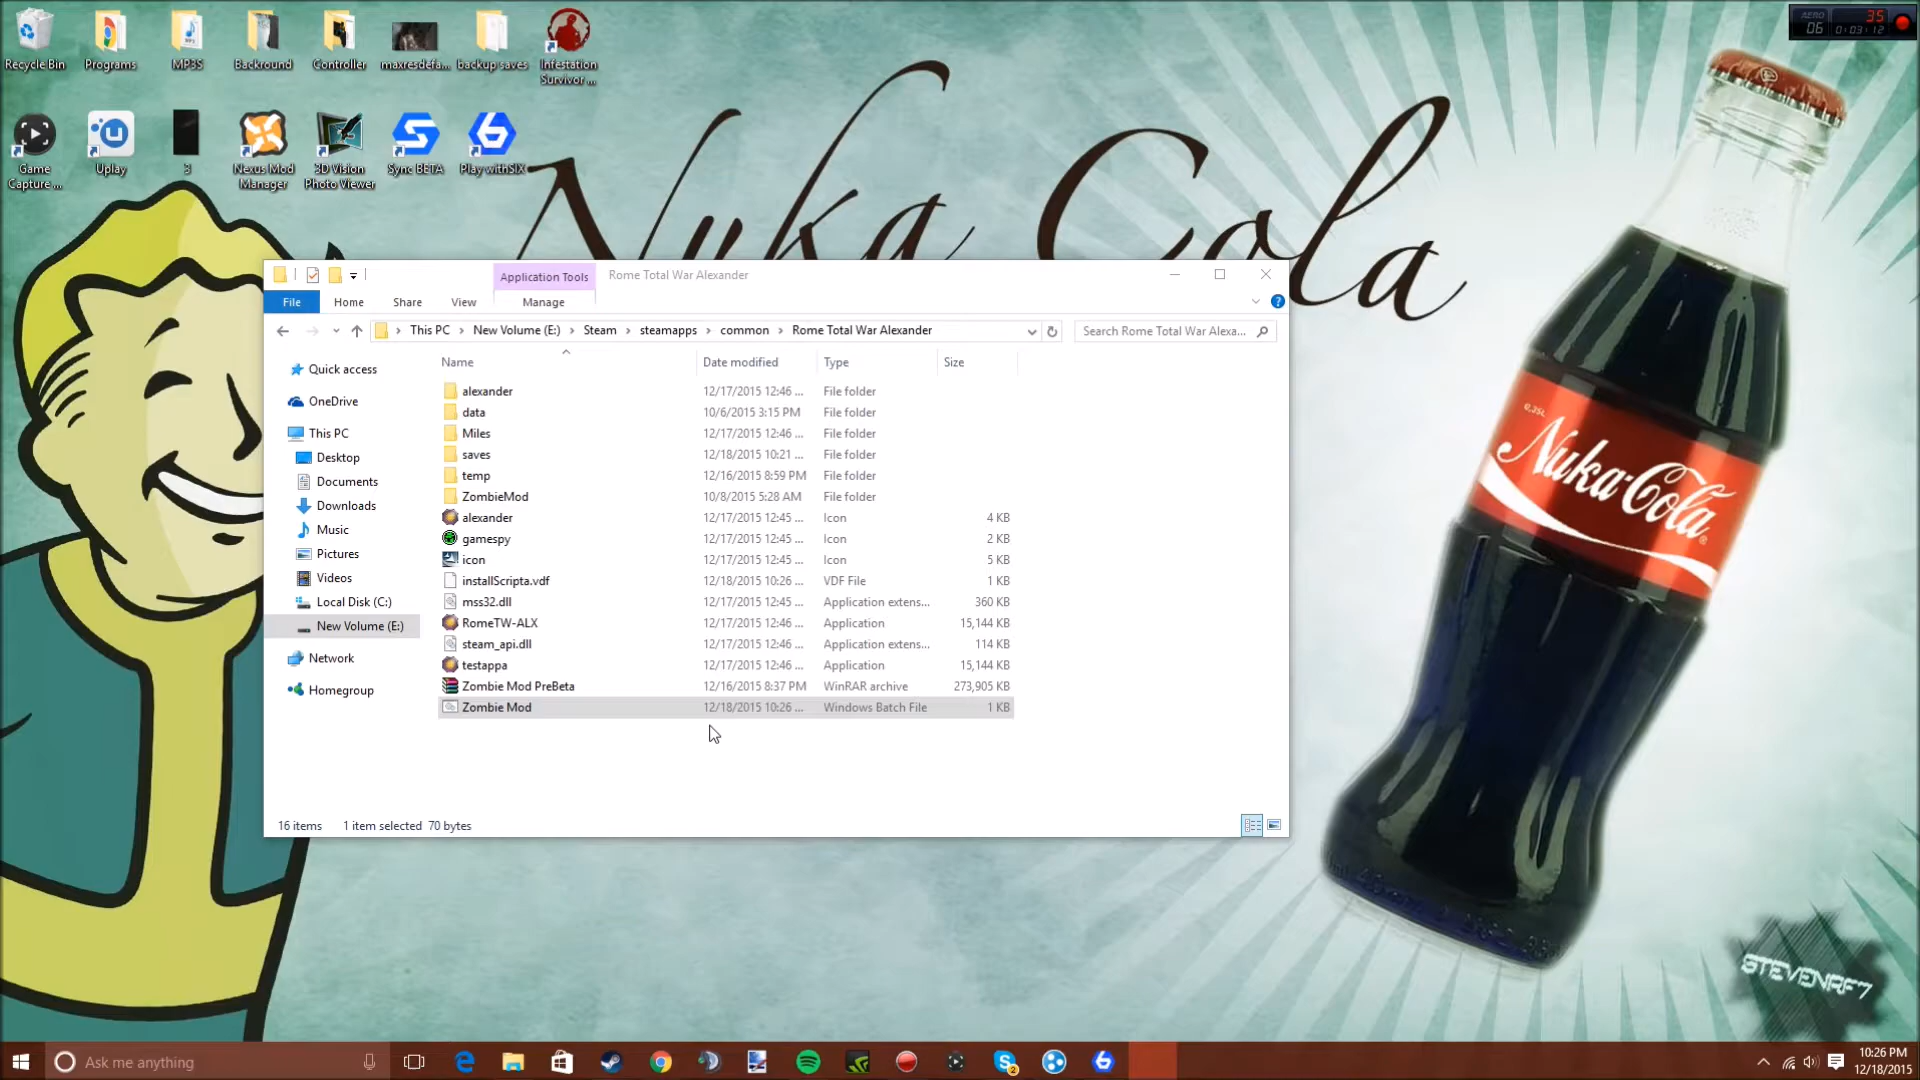 Recycle Bin
Programs
MP3S
Backround
Controller
maxresdefa...
backup saves
Infestation
Survivor ...
AERO
06
35
0:03:12
Game
Capture ...
Uplay
3
Nexus Mod
Manager
3D Vision
Photo Viewer
Sync BETA
Play withSIX
Nuka Cola
Application Tools
Rome Total War Alexander
File
Home
Share
View
Manage
This PC
New Volume (E:)
Steam
steamapps
common
Rome Total War Alexander
Search Rome Total War Alexa...
Name
Date modified
Type
Size
Quick access
OneDrive
This PC
Desktop
Documents
Downloads
Music
Pictures
Videos
Local Disk (C:)
New Volume (E:)
Network
Homegroup
alexander 12/17/2015 12:46 ... File folder
data 10/6/2015 3:15 PM File folder
Miles 12/17/2015 12:46 ... File folder
saves 12/18/2015 10:21 ... File folder
temp 12/16/2015 8:59 PM File folder
ZombieMod 10/8/2015 5:28 AM File folder
alexander 12/17/2015 12:45 ... Icon 4 KB
gamespy 12/17/2015 12:45 ... Icon 2 KB
icon 12/17/2015 12:45 ... Icon 5 KB
installScripta.vdf 12/18/2015 10:26 ... VDF File 1 KB
mss32.dll 12/17/2015 12:45 ... Application extens... 360 KB
RomeTW-ALX 12/17/2015 12:46 ... Application 15,144 KB
steam_api.dll 12/17/2015 12:46 ... Application extens... 114 KB
testappa 12/17/2015 12:46 ... Application 15,144 KB
Zombie Mod PreBeta 12/16/2015 8:37 PM WinRAR archive 273,905 KB
Zombie Mod 12/18/2015 10:26 ... Windows Batch File 1 KB
16 items 1 item selected 70 bytes
0,35L
Nuka-Cola
STEVENRF7
Ask me anything
2
10:26 PM
12/18/2015